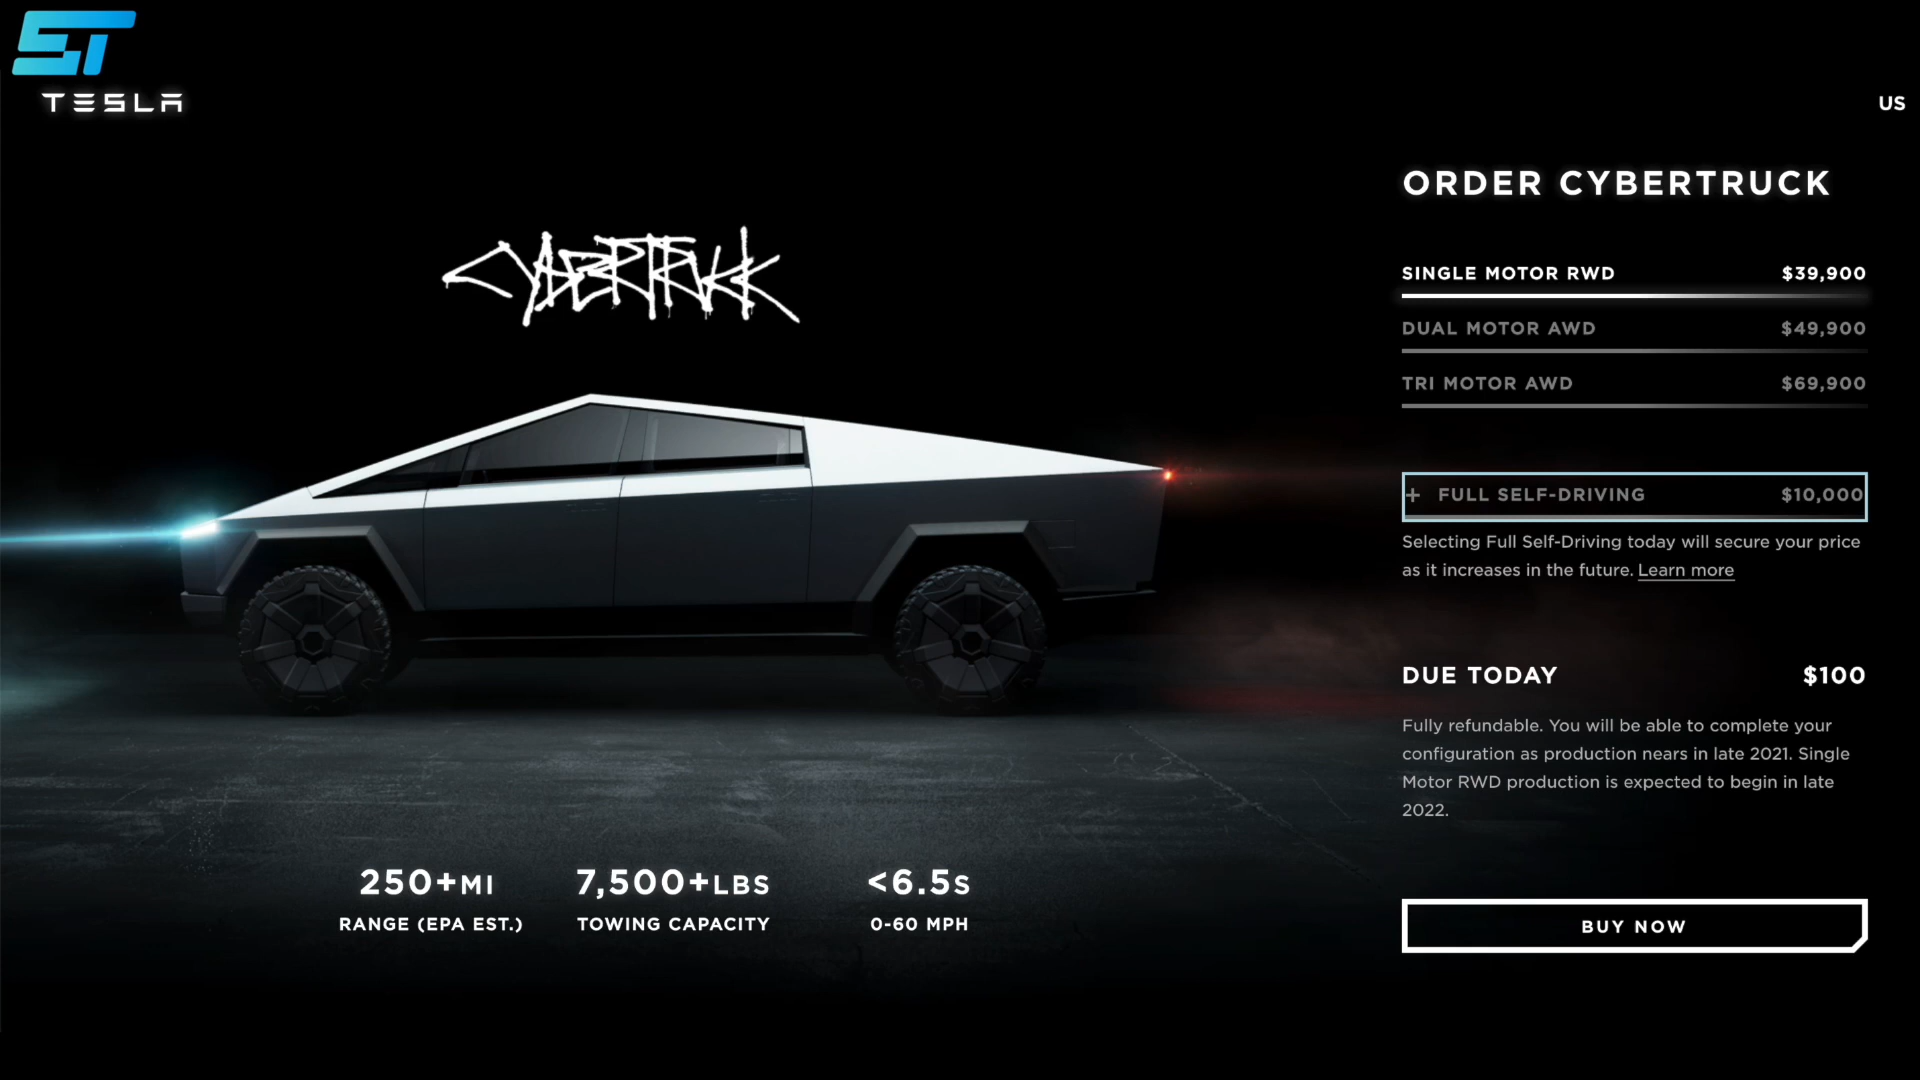 ST
TESLA
US
ORDER CYBERTRUCK
CYBERTRUCK
SINGLE MOTOR RWD $39,900
DUAL MOTOR AWD $49,900
TRI MOTOR AWD $69,900
+ FULL SELF-DRIVING $10,000
Selecting Full Self-Driving today will secure your price
as it increases in the future. Learn more
DUE TODAY $100
Fully refundable. You will be able to complete your
configuration as production nears in late 2021. Single
Motor RWD production is expected to begin in late
2022.
250+MI 7,500+LBS <6.5S
RANGE (EPA EST.) TOWING CAPACITY 0-60 MPH
BUY NOW